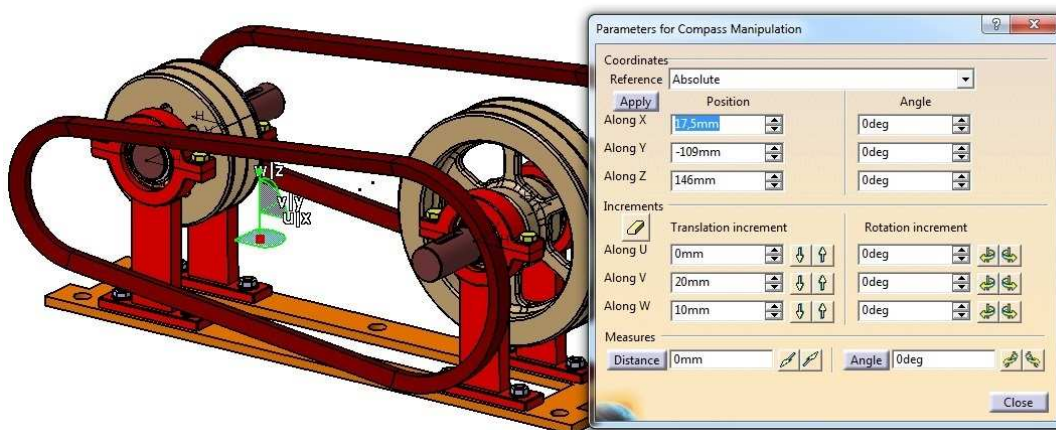 Parameters for Compass Manipulation
Coordinates
Reference Absolute
Apply Position Angle
Along X 17,5mm 0deg
Along Y -109mm 0deg
Along Z 146mm 0deg
Increments
Translation increment Rotation increment
Along U 0mm 0deg
Along V 20mm 0deg
Along W 10mm 0deg
Measures
Distance 0mm Angle 0deg
Close
w|z
v|y
u|x